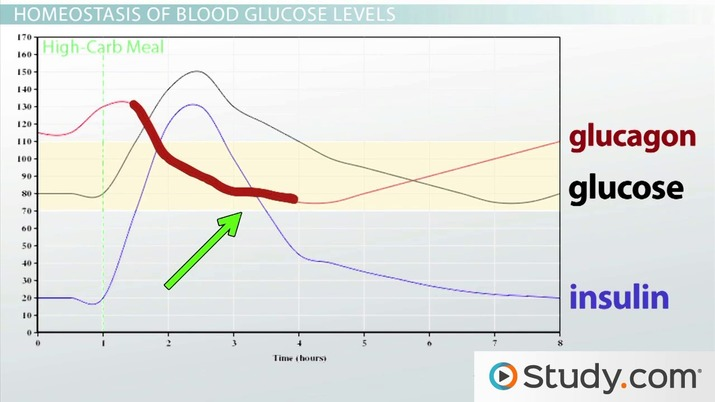 HOMEOSTASIS OF BLOOD GLUCOSE LEVELS
High-Carb Meal
170
160
150
140
130
120
110
100
90
80
70
60
50
40
30
20
10
0
0 1 2 3 4 5 6 7 8
Time (hours)
glucagon
glucose
insulin
Study.com